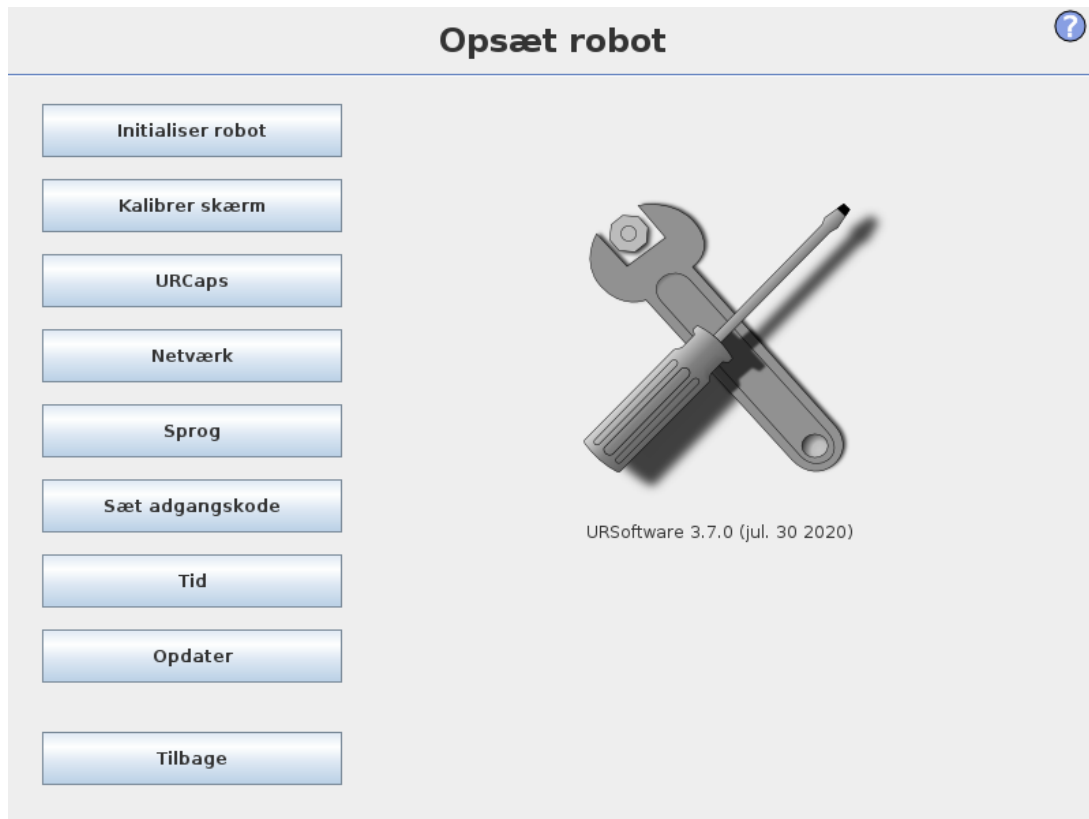 Opsæt robot
?
Initialiser robot
Kalibrer skærm
URCaps
Netværk
Sprog
Sæt adgangskode
Tid
Opdater
Tilbage
URSoftware 3.7.0 (jul. 30 2020)